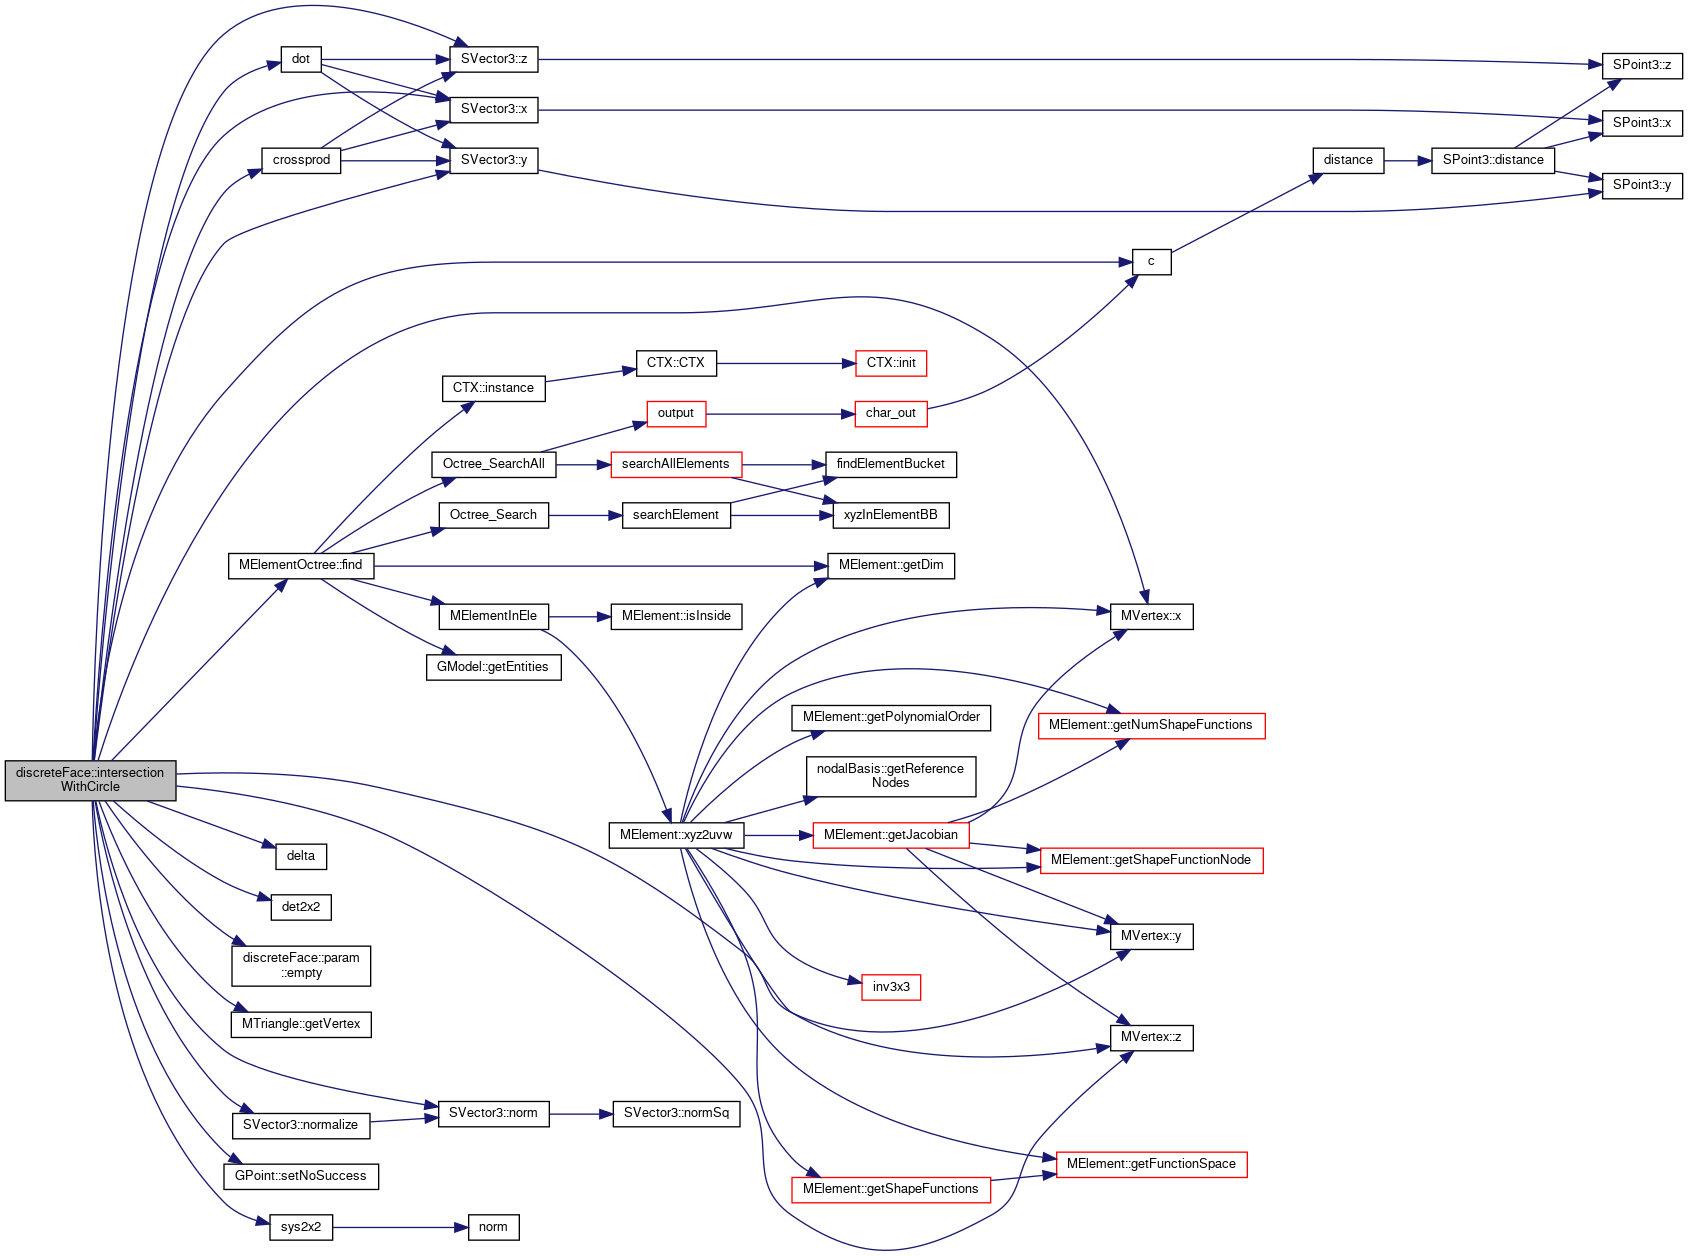 dot
SVector3::z
SPoint3::z
SVector3::x
SPoint3::x
crossprod
SVector3::y
distance
SPoint3::distance
SPoint3::y
c
CTX::instance
CTX::CTX
CTX::init
output
char_out
Octree_SearchAll
searchAllElements
findElementBucket
Octree_Search
searchElement
xyzInElementBB
MElementOctree::find
MElement::getDim
MElementInEle
MElement::isInside
MVertex::x
GModel::getEntities
MElement::getPolynomialOrder
MElement::getNumShapeFunctions
discreteFace::intersection
WithCircle
nodalBasis::getReference
Nodes
MElement::xyz2uvw
MElement::getJacobian
delta
MElement::getShapeFunctionNode
det2x2
MVertex::y
discreteFace::param
::empty
inv3x3
MTriangle::getVertex
MVertex::z
SVector3::normalize
SVector3::norm
SVector3::normSq
GPoint::setNoSuccess
MElement::getShapeFunctions
MElement::getFunctionSpace
sys2x2
norm